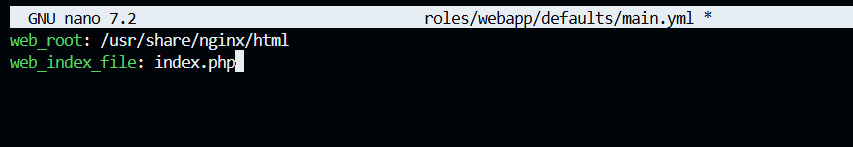 GNU nano 7.2 roles/webapp/defaults/main.yml *
web_root: /usr/share/nginx/html
web_index_file: index.php